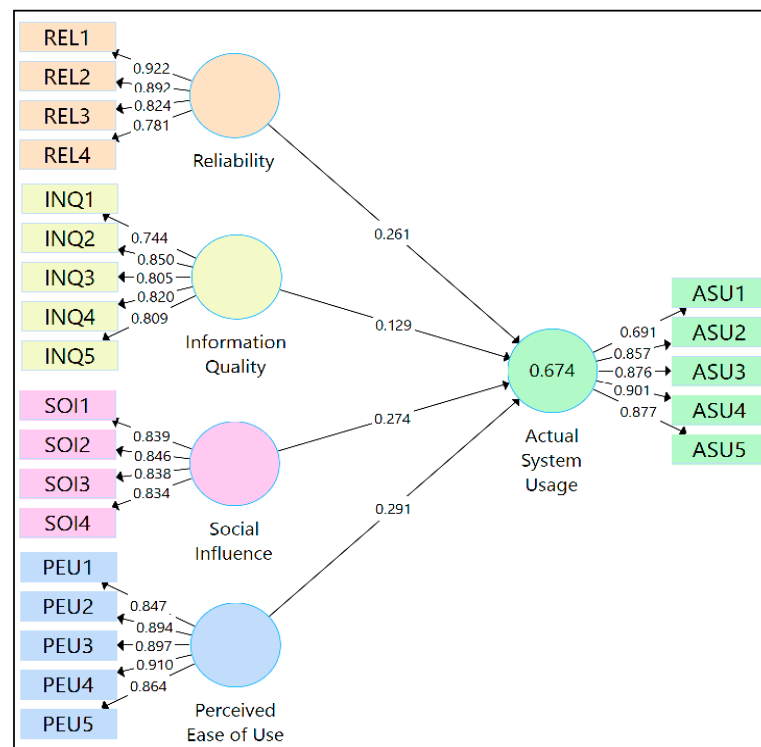 REL1
REL2
REL3
REL4
0.922
0.892
0.824
0.781
Reliability
INQ1
INQ2
INQ3
INQ4
INQ5
0.744
0.850
0.805
0.820
0.809
Information
Quality
SOI1
SOI2
SOI3
SOI4
0.839
0.846
0.838
0.834
Social
Influence
PEU1
PEU2
PEU3
PEU4
PEU5
0.847
0.894
0.897
0.910
0.864
Perceived
Ease of Use
0.261
0.129
0.274
0.291
0.674
Actual
System
Usage
0.691
0.857
0.876
0.901
0.877
ASU1
ASU2
ASU3
ASU4
ASU5